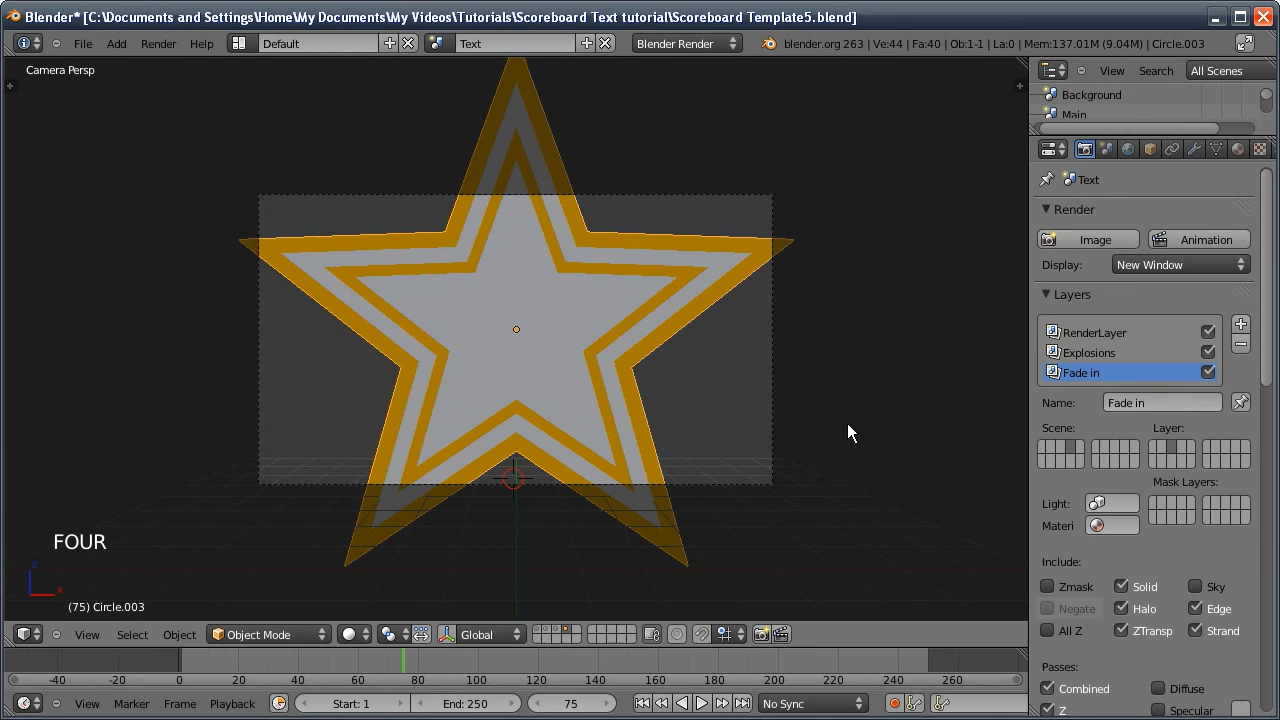 Blender* [C:\Documents and Settings\Home\My Documents\My Videos\Tutorials\Scoreboard Text tutorial\Scoreboard Template5.blend]
File Add Render Help Default Text Blender Render blender.org 263 | Ve:44 | Fa:40 | Ob:1-1 | La:0 | Mem:137.01M (9.04M) | Circle.003
Camera Persp
View Search All Scenes
Background
Main
Text
Render
Image Animation
Display: New Window
Layers
RenderLayer
Explosions
Fade in
Name: Fade in
Scene: Layer:
Mask Layers:
Light:
Materi
Include:
Zmask Solid Sky
Negate Halo Edge
All Z ZTransp Strand
Passes:
Combined Diffuse
Z Specular
FOUR
z
x
(75) Circle.003
View Select Object Object Mode Global
-40 -20 0 20 40 60 80 100 120 140 160 180 200 220 240 260
View Marker Frame Playback Start: 1 End: 250 75 No Sync